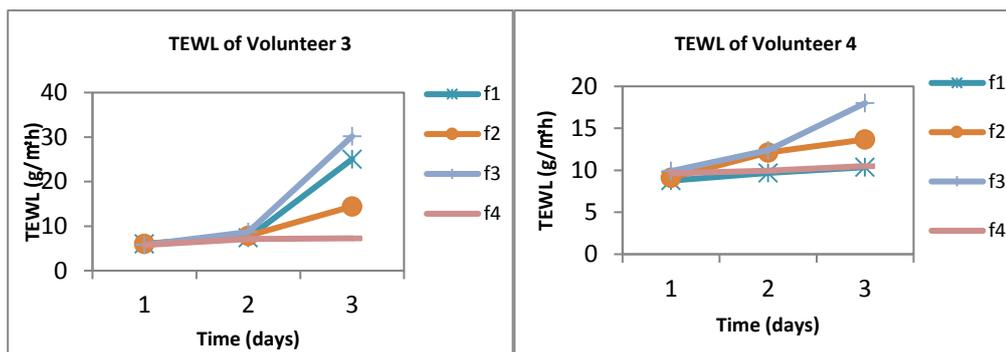 TEWL of Volunteer 3
TEWL (g/m²h)
40
30
20
10
0
1 2 3
Time (days)
f1
f2
f3
f4
TEWL of Volunteer 4
TEWL (g/m²h)
20
15
10
5
0
1 2 3
Time (days)
f1
f2
f3
f4